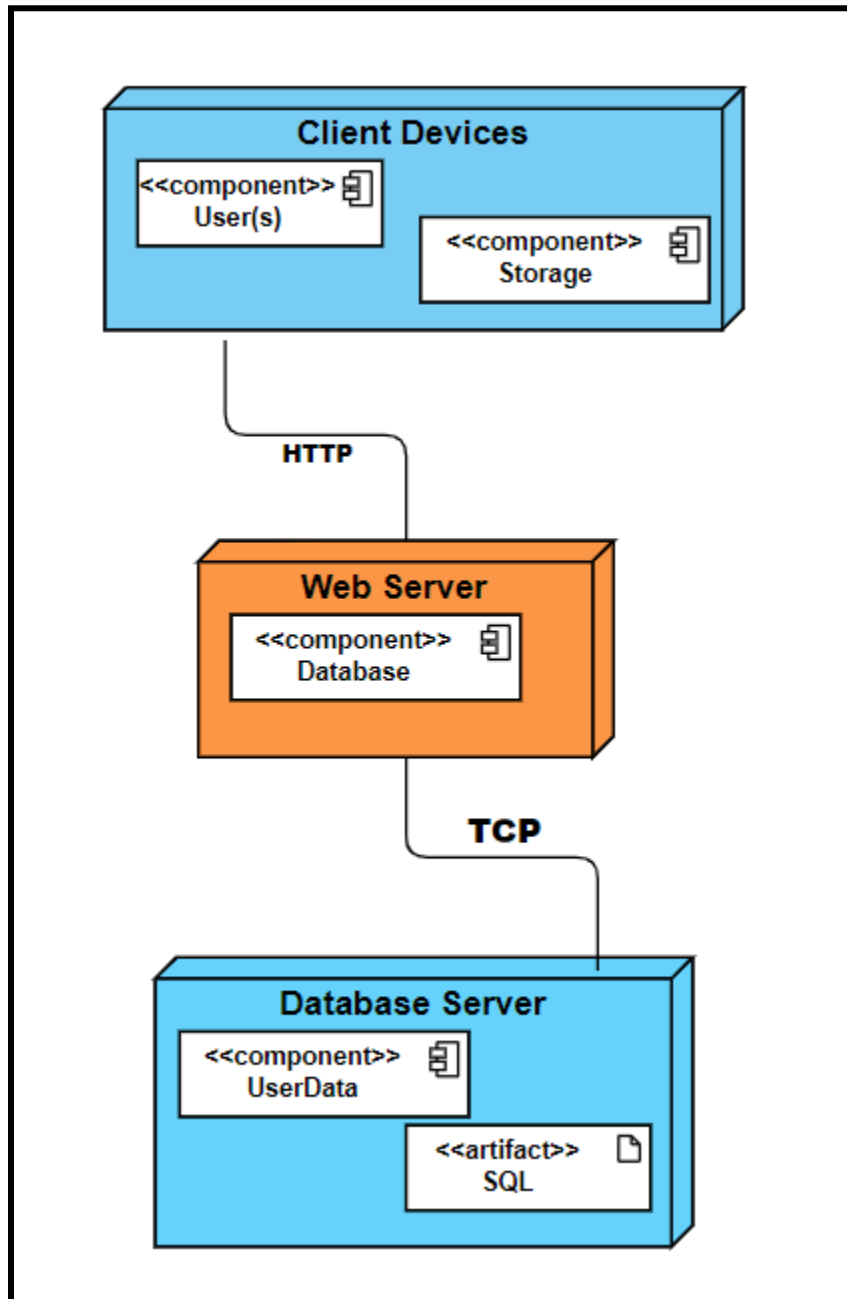 Client Devices
<<component>>
User(s)
<<component>>
Storage
HTTP
Web Server
<<component>>
Database
TCP
Database Server
<<component>>
UserData
<<artifact>>
SQL